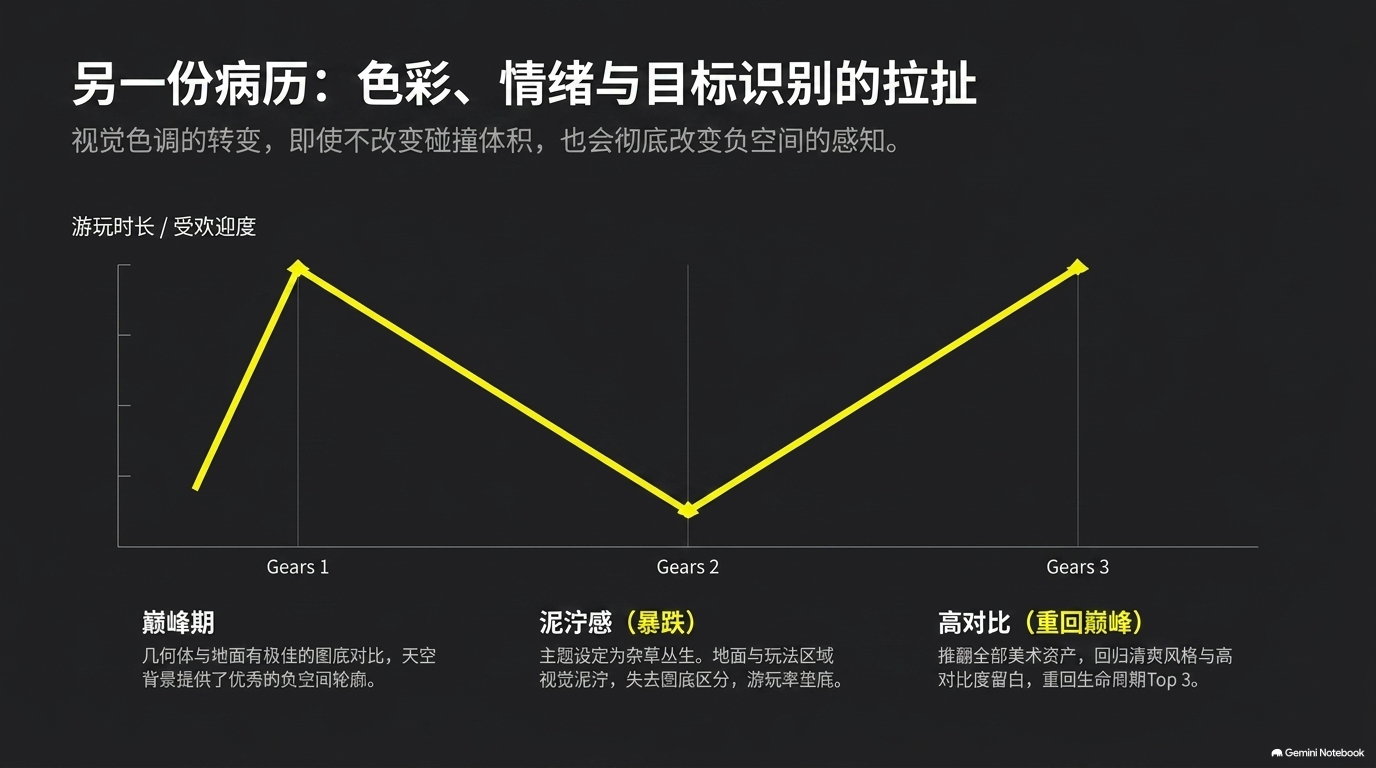 另一份病历：色彩、情绪与目标识别的拉扯
视觉色调的转变，即使不改变碰撞体积，也会彻底改变负空间的感知。
游玩时长 / 受欢迎度
Gears 1
Gears 2
Gears 3
巅峰期
几何体与地面有极佳的图底对比，天空
背景提供了优秀的负空间轮廓。
泥泞感（暴跌）
主题设定为杂草丛生。地面与玩法区域
视觉泥泞，失去图底区分，游玩率垫底。
高对比（重回巅峰）
推翻全部美术资产，回归清爽风格与高
对比度留白，重回生命周期Top 3。
Gemini Notebook